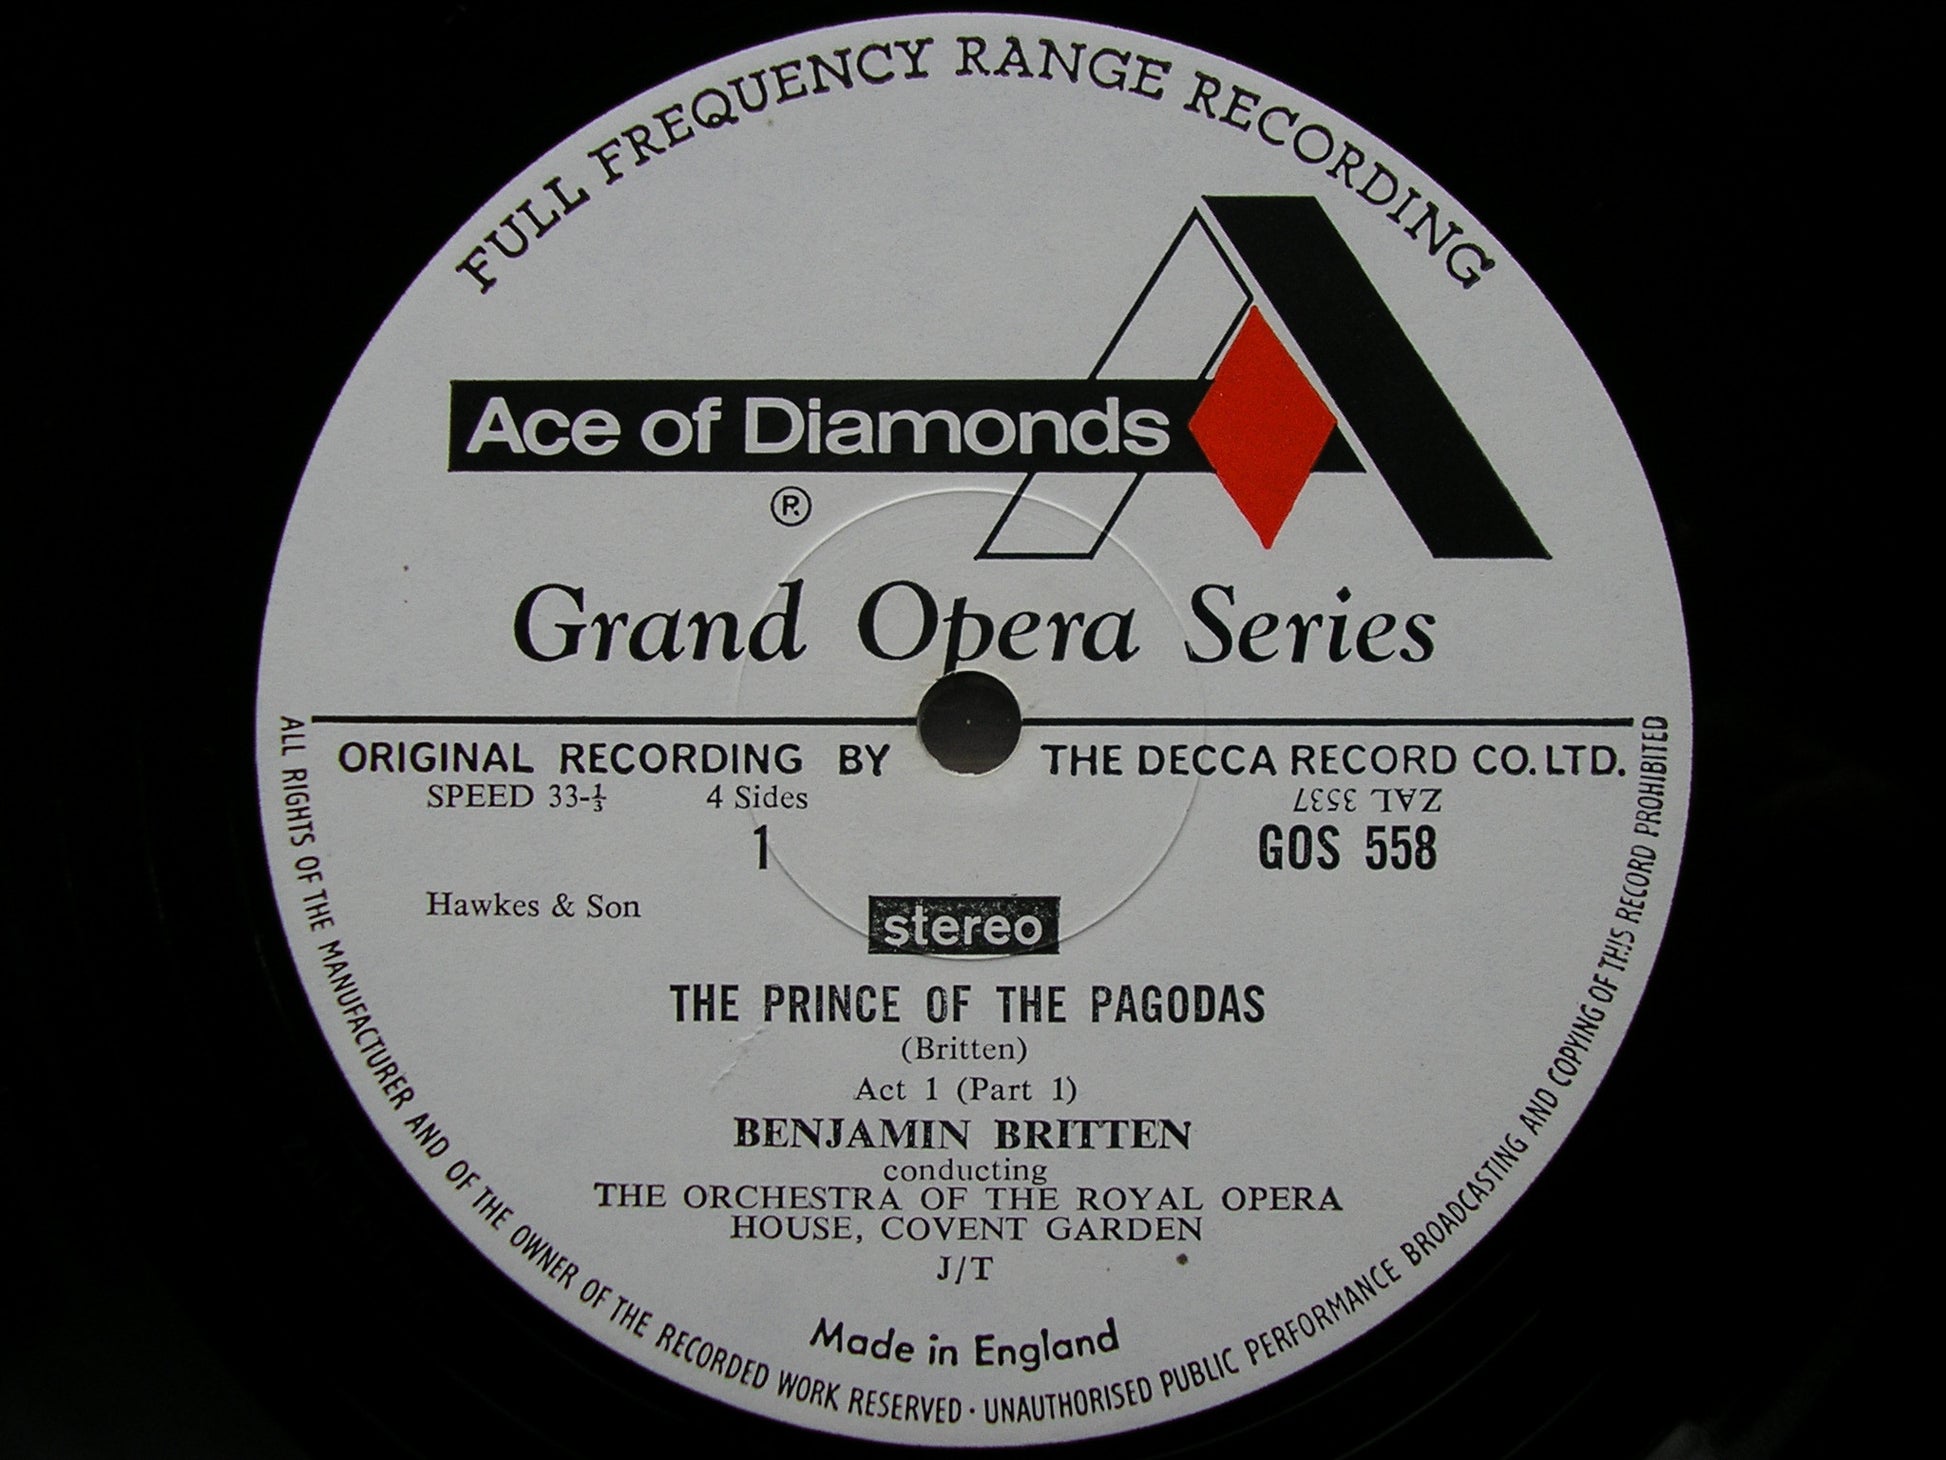 FULL FREQUENCY RANGE RECORDING
Ace of Diamonds
Ⓡ
Grand Opera Series
ORIGINAL RECORDING BY THE DECCA RECORD CO. LTD.
SPEED 33-⅓ 4 Sides ZAL 3537
1 GOS 558
Hawkes & Son
stereo
THE PRINCE OF THE PAGODAS
(Britten)
Act 1 (Part 1)
BENJAMIN BRITTEN
conducting
THE ORCHESTRA OF THE ROYAL OPERA
HOUSE, COVENT GARDEN
J/T
Made in England
ALL RIGHTS OF THE MANUFACTURER AND OF THE OWNER OF THE RECORDED WORK RESERVED · UNAUTHORISED PUBLIC PERFORMANCE BROADCASTING AND COPYING OF THIS RECORD PROHIBITED